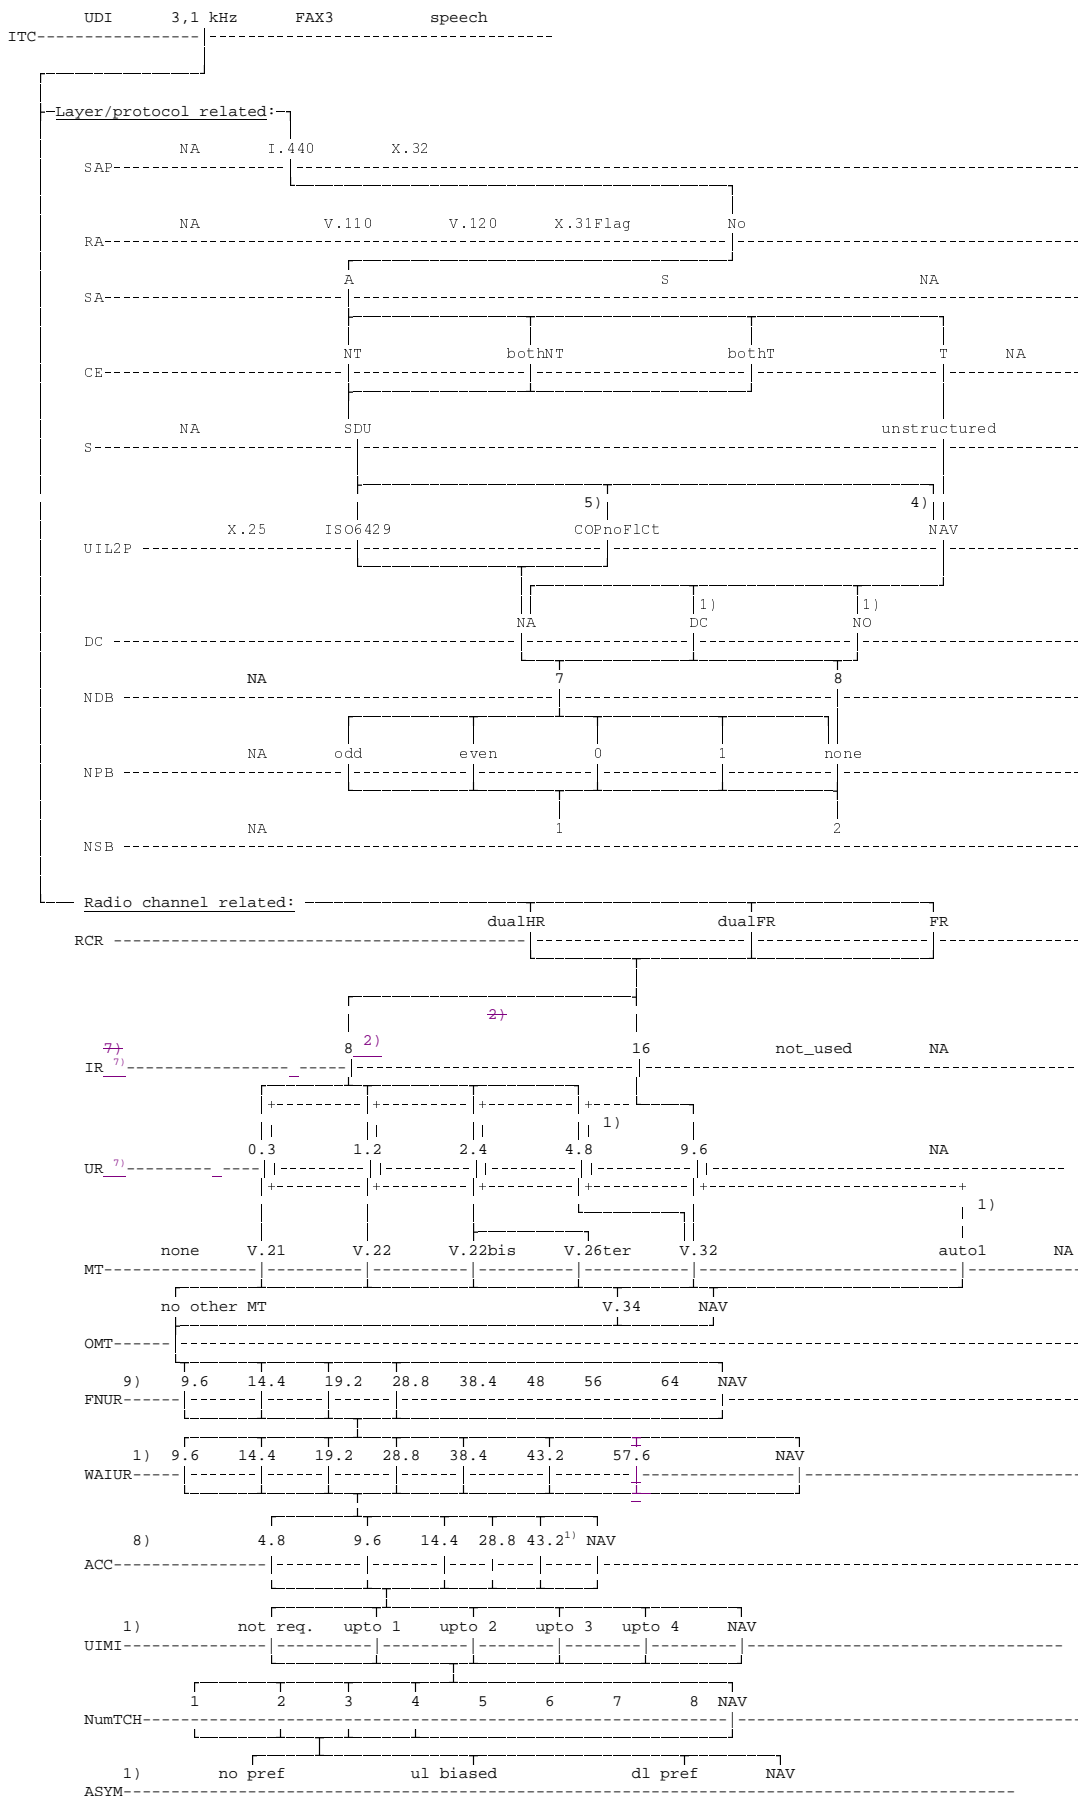 UDI 3,1 kHz FAX3 speech
ITC
Layer/protocol related:
NA I.440 X.32
SAP
NA V.110 V.120 X.31Flag No
RA
A S NA
SA
NT bothNT bothT T NA
CE
NA SDU unstructured
S
5) 4)
X.25 ISO6429 COPnoFlCt NAV
UIL2P
1) 1)
NA DC NO
DC
NA 7 8
NDB
NA odd even 0 1 none
NPB
NA 1 2
NSB
Radio channel related:
dualHR dualFR FR
RCR
2)
7) 8 2) 16 not_used NA
IR 7)
1)
0.3 1.2 2.4 4.8 9.6 NA
UR 7)
1)
none V.21 V.22 V.22bis V.26ter V.32 auto1 NA
MT
no other MT V.34 NAV
OMT
9) 9.6 14.4 19.2 28.8 38.4 48 56 64 NAV
FNUR
1) 9.6 14.4 19.2 28.8 38.4 43.2 57.6 NAV
WAIUR
8) 4.8 9.6 14.4 28.8 43.2 1) NAV
ACC
1) not req. upto 1 upto 2 upto 3 upto 4 NAV
UIMI
1 2 3 4 5 6 7 8 NAV
NumTCH
1) no pref ul biased dl pref NAV
ASYM